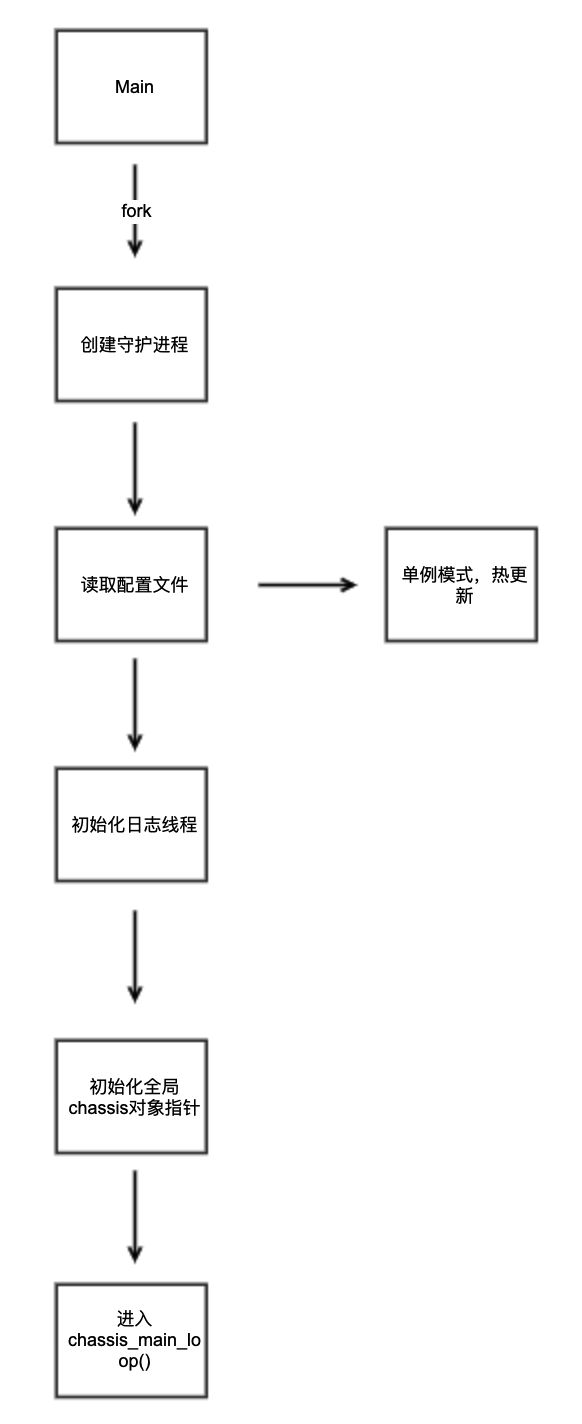 Main
fork
创建守护进程
读取配置文件
单例模式，热更
新
初始化日志线程
初始化全局
chassis对象指针
进入
chassis_main_lo
op()